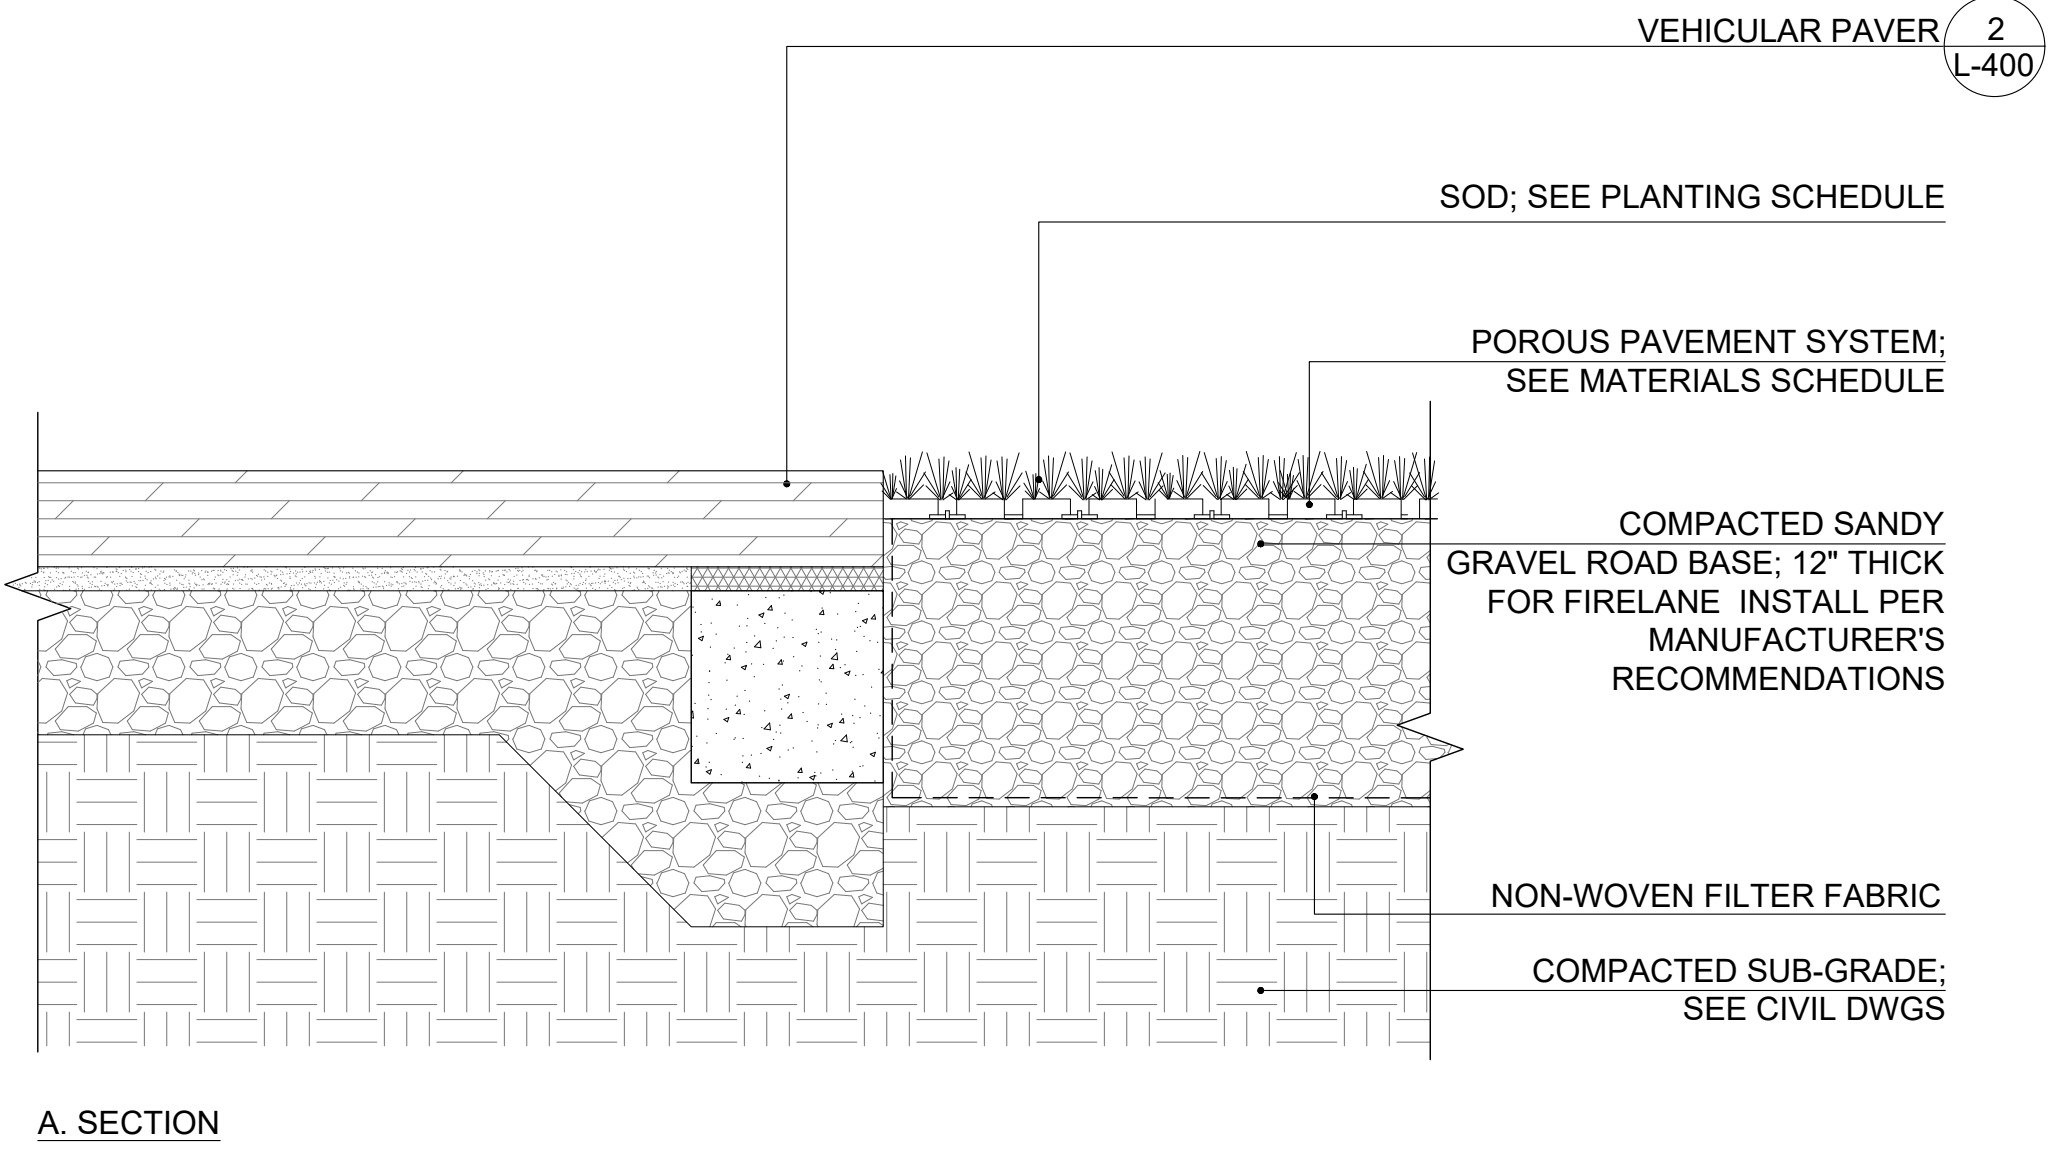 VEHICULAR PAVER
2
L-400
SOD; SEE PLANTING SCHEDULE
POROUS PAVEMENT SYSTEM;
SEE MATERIALS SCHEDULE
COMPACTED SANDY
GRAVEL ROAD BASE; 12" THICK
FOR FIRELANE  INSTALL PER
MANUFACTURER'S
RECOMMENDATIONS
NON-WOVEN FILTER FABRIC
COMPACTED SUB-GRADE;
SEE CIVIL DWGS
A. SECTION